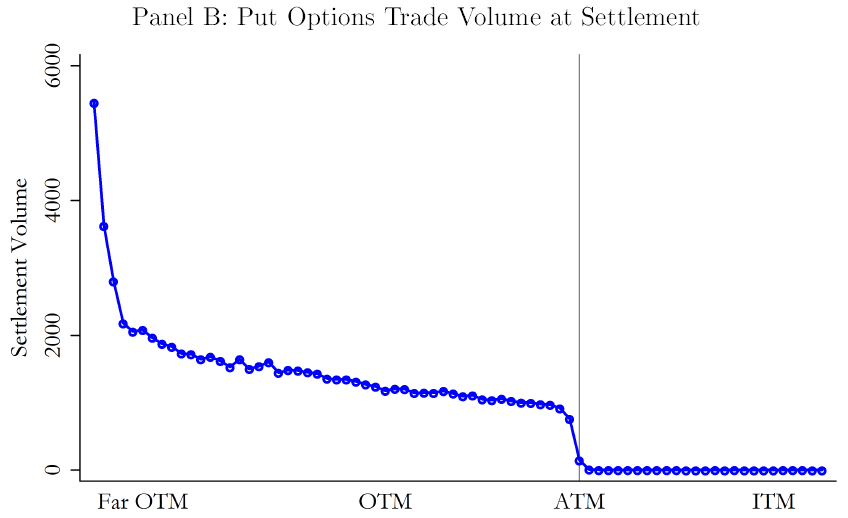 Panel B: Put Options Trade Volume at Settlement
Settlement Volume
6000
4000
2000
0
Far OTM
OTM
ATM
ITM